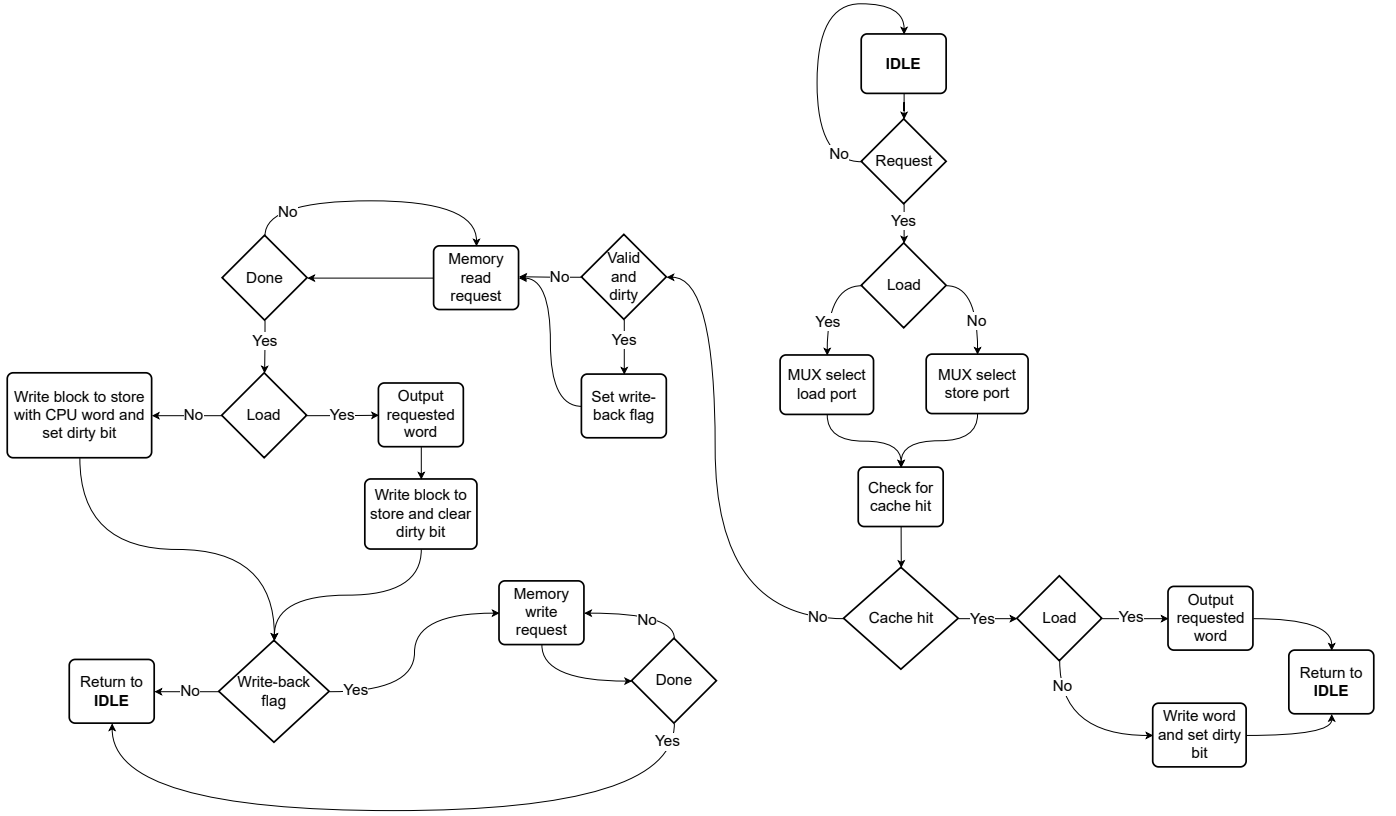 IDLE
Request
No
Yes
Load
Yes
No
MUX select
load port
MUX select
store port
Check for
cache hit
Cache hit
No
Yes
Load
Yes
Output
requested
word
No
Write word
and set dirty
bit
Return to
IDLE
Valid
and
dirty
No
Yes
Set write-
back flag
Memory
read
request
Done
No
Yes
Load
No
Write block to store
with CPU word and
set dirty bit
Yes
Output
requested
word
Write block to
store and clear
dirty bit
Write-back
flag
No
Return to
IDLE
Yes
Memory
write
request
Done
No
Yes